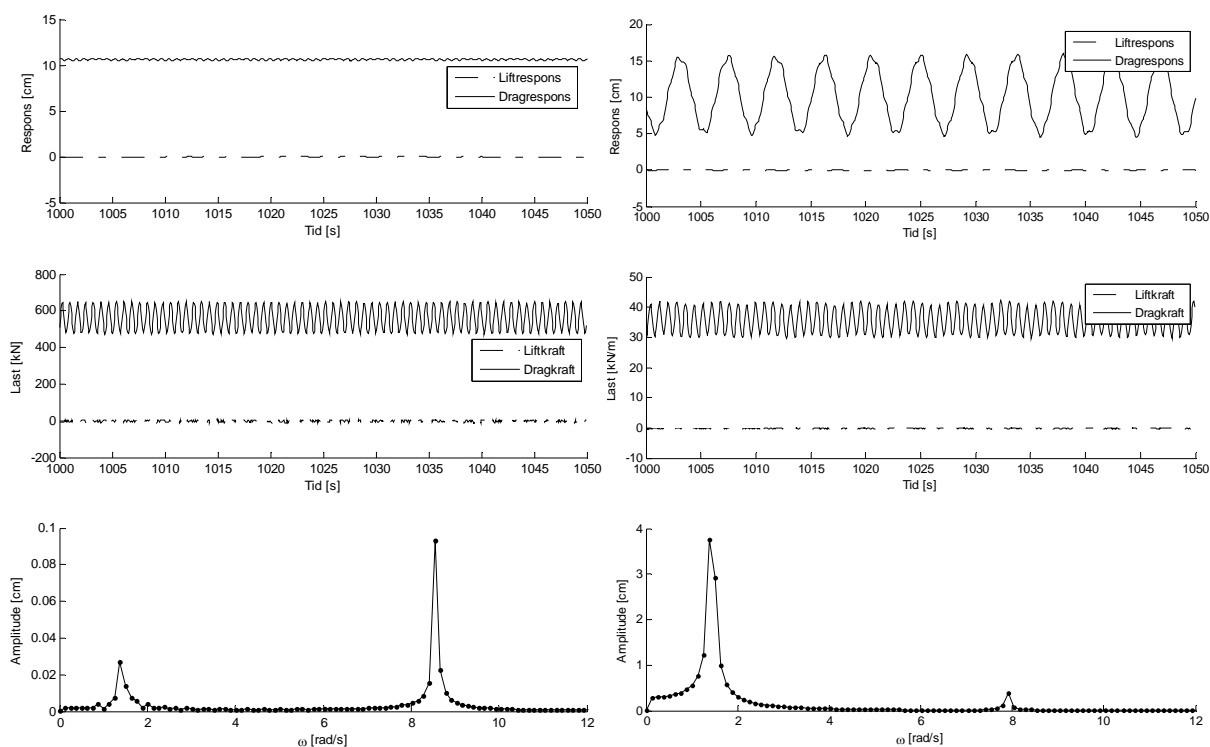 15
10
5
0
-5
Respons [cm]
Liftrespons
Dragrespons
1000 1005 1010 1015 1020 1025 1030 1035 1040 1045 1050
Tid [s]
20
15
10
5
0
-5
Respons [cm]
Liftrespons
Dragrespons
1000 1005 1010 1015 1020 1025 1030 1035 1040 1045 1050
Tid [s]
800
600
400
200
0
-200
Last [kN]
Liftkraft
Dragkraft
1000 1005 1010 1015 1020 1025 1030 1035 1040 1045 1050
Tid [s]
50
40
30
20
10
0
-10
Last [kN/m]
Liftkraft
Dragkraft
1000 1005 1010 1015 1020 1025 1030 1035 1040 1045 1050
Tid [s]
0.1
0.08
0.06
0.04
0.02
0
Amplitude [cm]
0 2 4 6 8 10 12
ω [rad/s]
4
3
2
1
0
Amplitude [cm]
0 2 4 6 8 10 12
ω [rad/s]